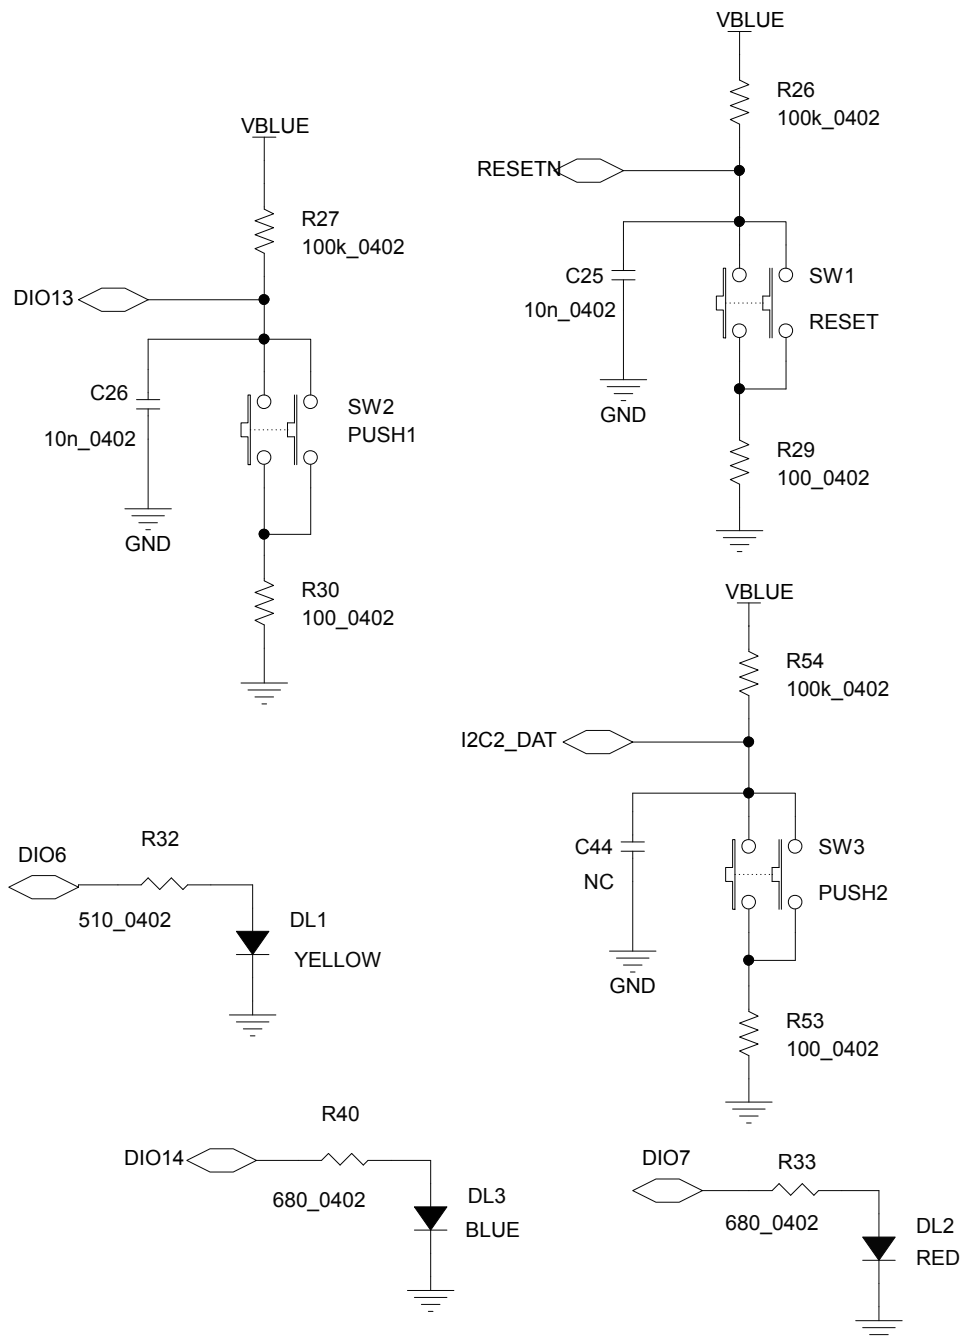 VBLUE
R26
100k_0402
RESETN
C25
10n_0402
SW1
RESET
GND
R29
100_0402
VBLUE
R27
100k_0402
DIO13
C26
10n_0402
SW2
PUSH1
GND
R30
100_0402
VBLUE
R54
100k_0402
I2C2_DAT
C44
NC
SW3
PUSH2
GND
R53
100_0402
R32
DIO6
510_0402
DL1
YELLOW
R40
DIO14
680_0402
DL3
BLUE
DIO7
R33
680_0402
DL2
RED